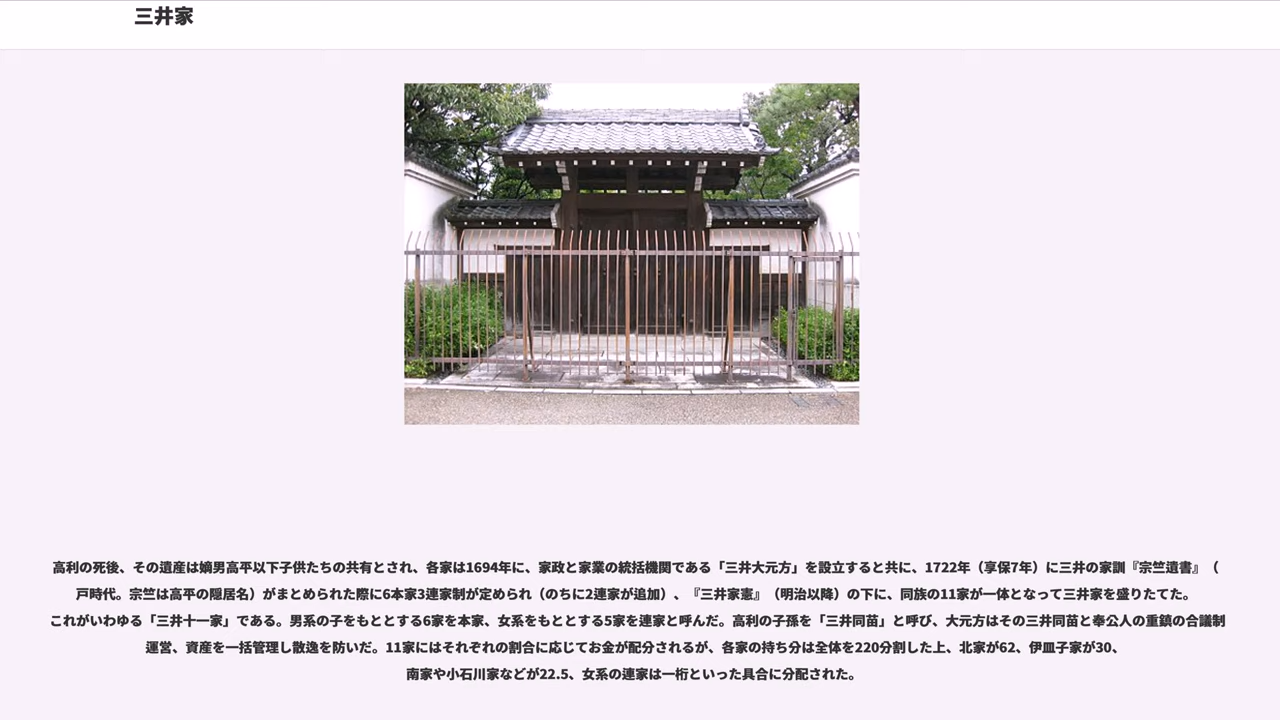 三井家
高利の死後、その遺産は嫡男高平以下子供たちの共有とされ、各家は1694年に、家政と家業の統括機関である「三井大元方」を設立すると共に、1722年（享保7年）に三井の家訓『宗竺遺書』（
戸時代。宗竺は高平の隠居名）がまとめられた際に6本家3連家制が定められ（のちに2連家が追加）、『三井家憲』（明治以降）の下に、同族の11家が一体となって三井家を盛りたてた。
これがいわゆる「三井十一家」である。男系の子をもととする6家を本家、女系をもととする5家を連家と呼んだ。高利の子孫を「三井同苗」と呼び、大元方はその三井同苗と奉公人の重鎮の合議制
運営、資産を一括管理し散逸を防いだ。11家にはそれぞれの割合に応じてお金が配分されるが、各家の持ち分は全体を220分割した上、北家が62、伊皿子家が30、
南家や小石川家などが22.5、女系の連家は一桁といった具合に分配された。